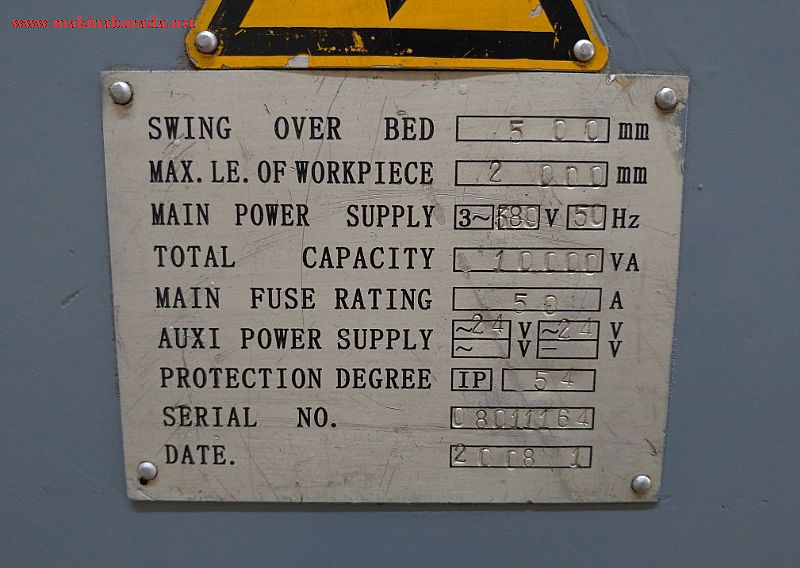 www.makinaburada.net
SWING OVER BED 500 mm
MAX. LE. OF WORKPIECE 2000 mm
MAIN POWER SUPPLY 3~ 380 V 50 Hz
TOTAL CAPACITY 10000 VA
MAIN FUSE RATING 50 A
AUXI POWER SUPPLY ~24 V ~24 V
~ V − V
PROTECTION DEGREE IP 54
SERIAL NO. 08011164
DATE. 2008 1